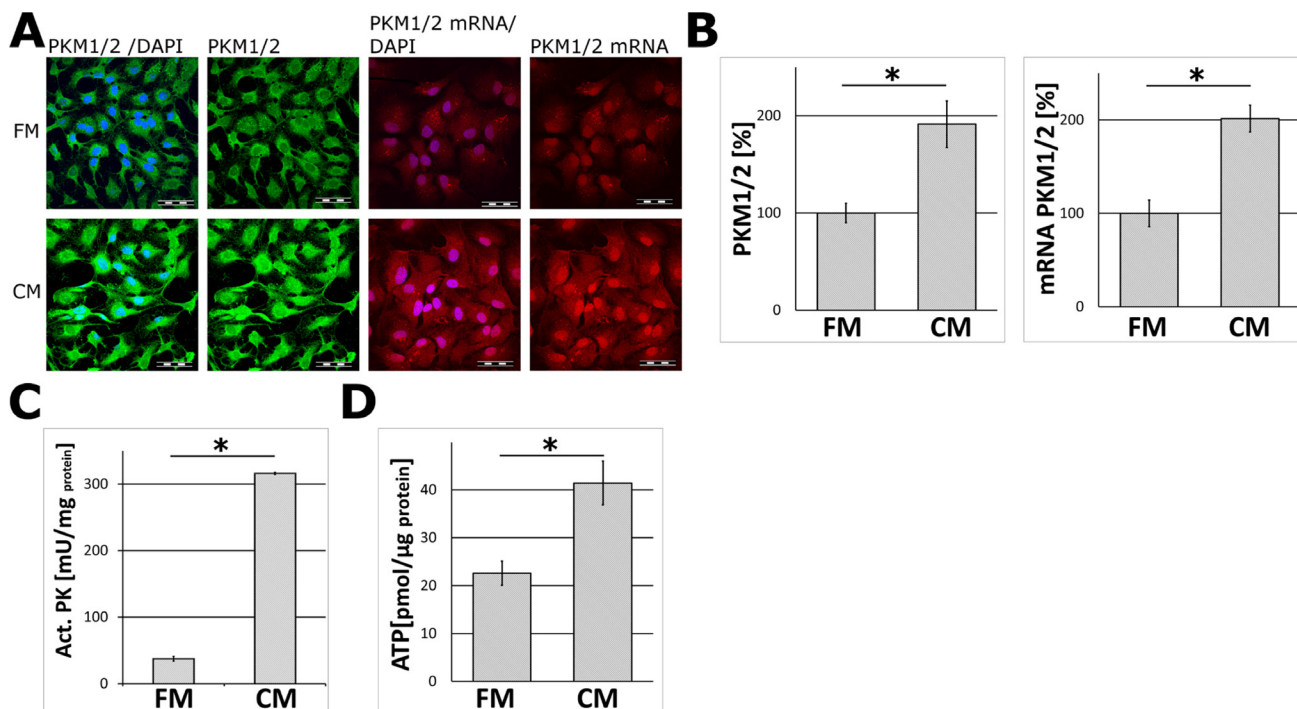 A
PKM1/2 /DAPI
PKM1/2
PKM1/2 mRNA/
DAPI
PKM1/2 mRNA
FM
CM
B
PKM1/2 [%]
200
100
0
*
FM
CM
mRNA PKM1/2 [%]
200
100
0
*
FM
CM
C
Act. PK [mU/mg protein]
300
200
100
0
*
FM
CM
D
ATP[pmol/µg protein]
40
30
20
10
0
*
FM
CM